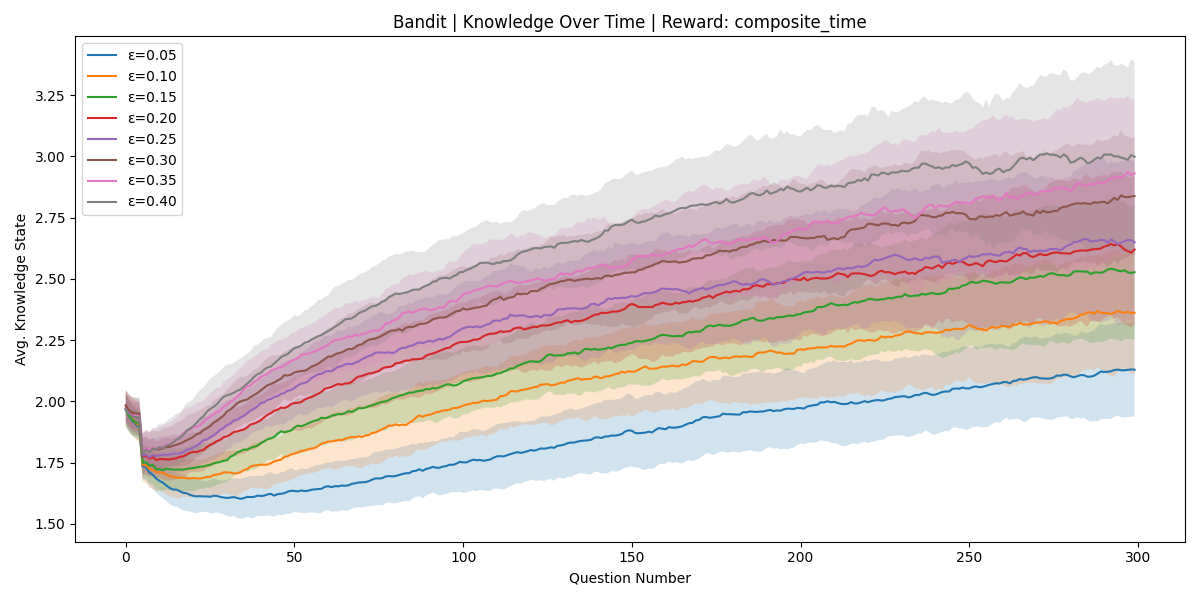 Bandit | Knowledge Over Time | Reward: composite_time
ε=0.05
ε=0.10
ε=0.15
ε=0.20
ε=0.25
ε=0.30
ε=0.35
ε=0.40
Avg. Knowledge State
3.25
3.00
2.75
2.50
2.25
2.00
1.75
1.50
0 50 100 150 200 250 300
Question Number